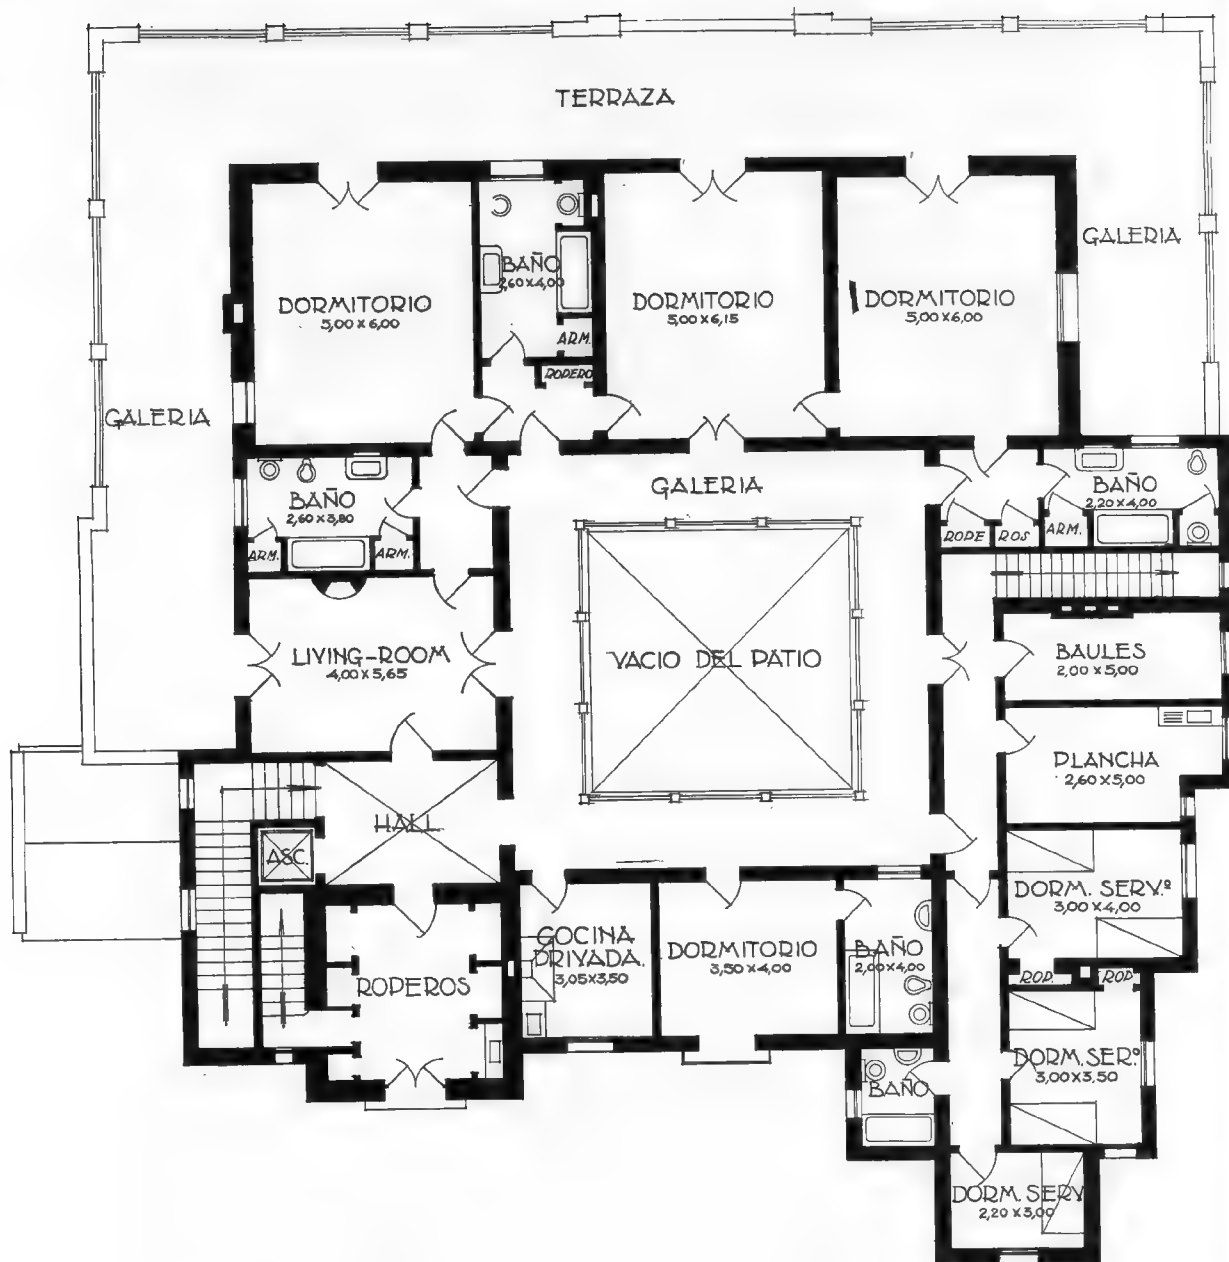 TERRAZA
GALERIA
DORMITORIO
5,00 X 6,00
BAÑO
2,60 X 4,00
ARM.
ROPERO
DORMITORIO
5,00 X 6,15
DORMITORIO
5,00 X 6,00
GALERIA
BAÑO
2,60 X 3,80
ARM.
ARM.
GALERIA
BAÑO
2,20 X 4,00
ROPE
ROS
ARM.
LIVING-ROOM
4,00 X 5,65
VACIO DEL PATIO
BAULES
2,00 X 5,00
PLANCHA
2,60 X 5,00
HALL
ASC.
DORM. SERVº
3,00 X 4,00
COCINA
PRIVADA.
3,05 X 3,50
DORMITORIO
3,50 X 4,00
BAÑO
2,00 X 4,00
ROPEROS
ROP.
ROP
DORM. SERº
3,00 X 3,50
BAÑO
DORM. SERV
2,20 X 3,00